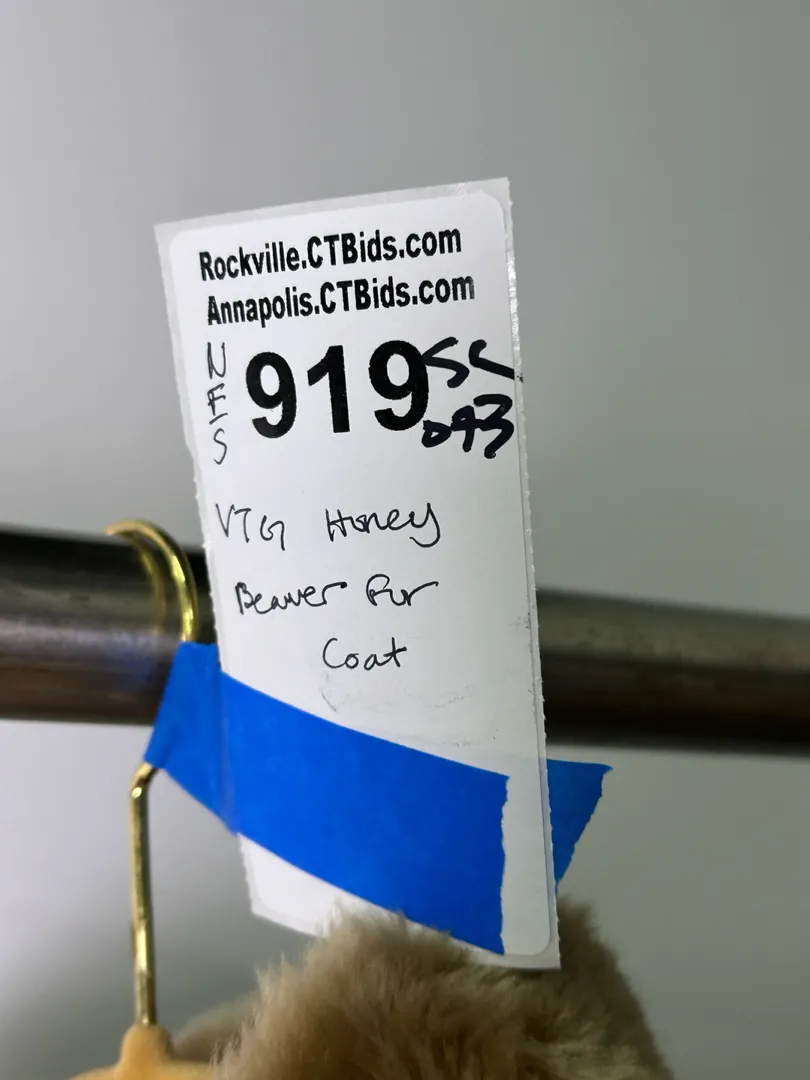 Rockville.CTBids.com
Annapolis.CTBids.com
NFS
919
SC
093
VTG Honey
Beaver Fur
Coat